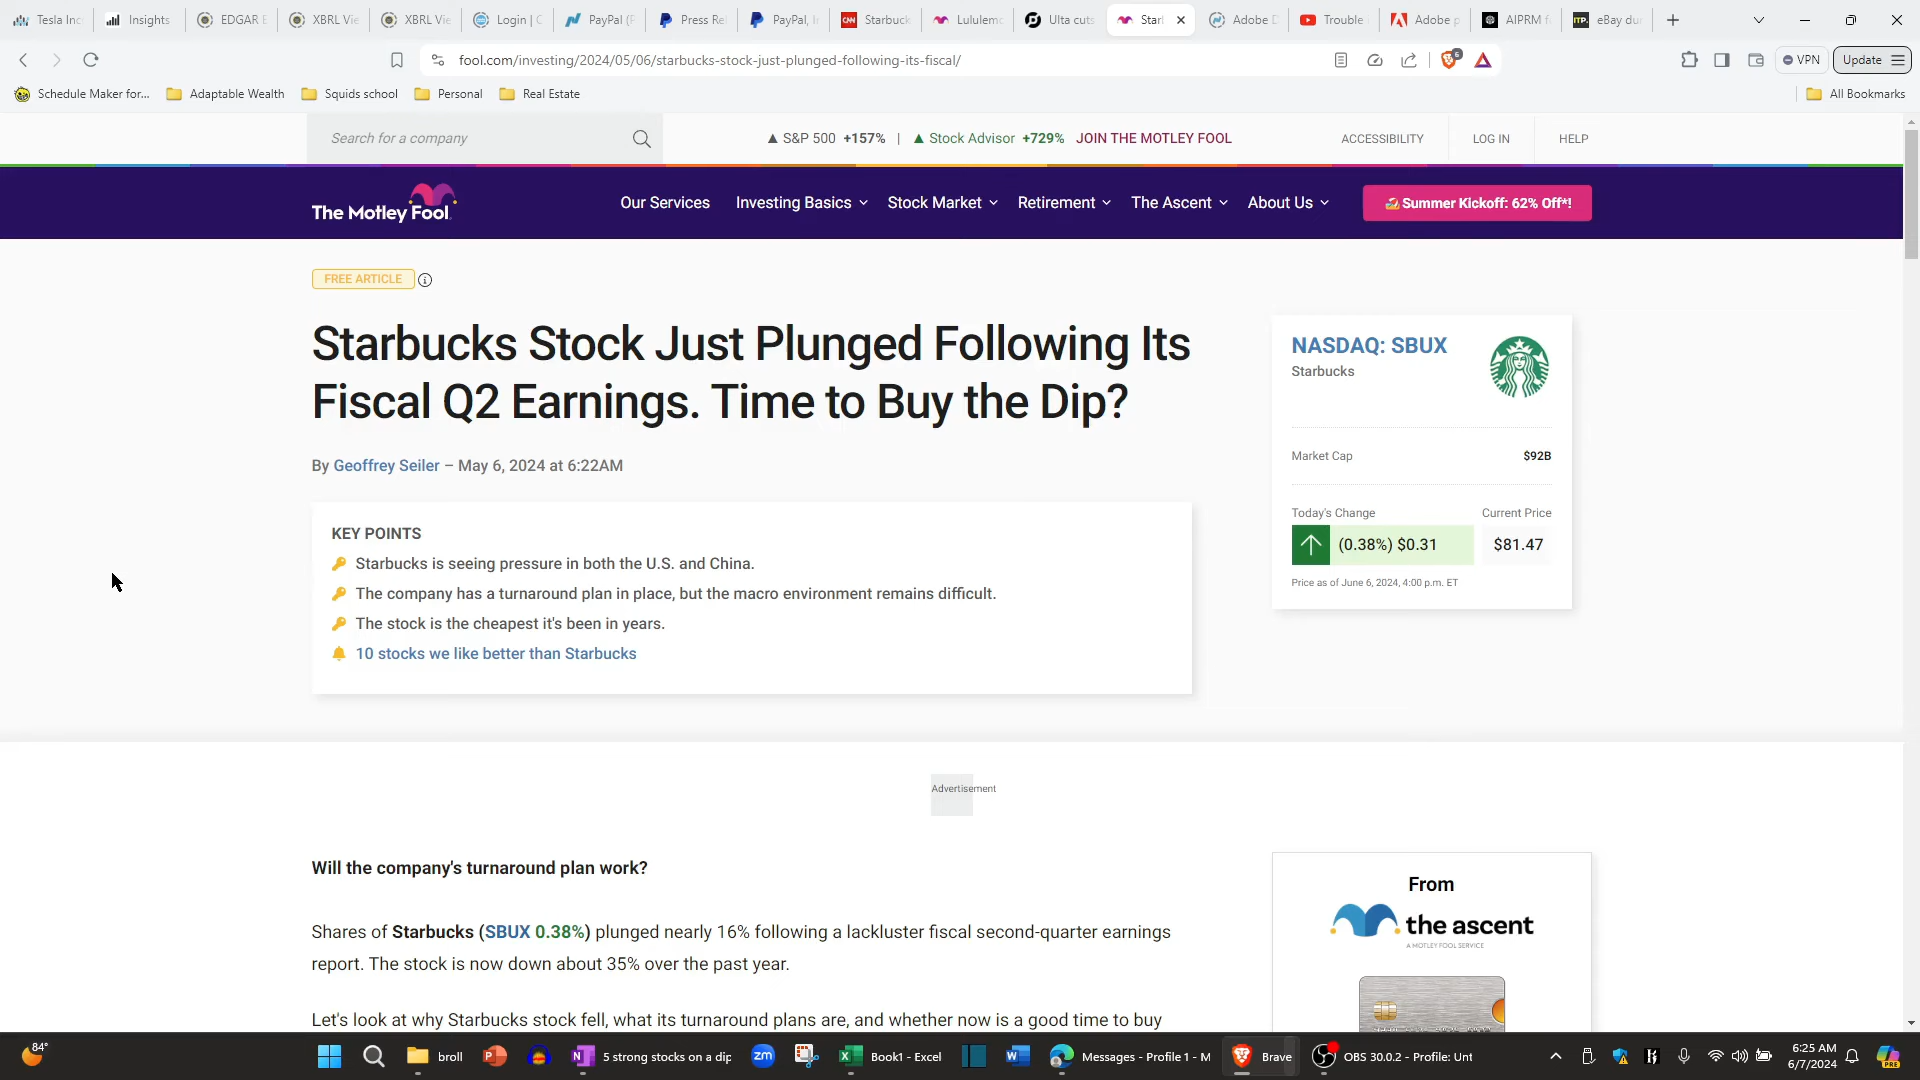 Tesla Inc
Insights
EDGAR E
XBRL Vie
XBRL Vie
Login | C
PayPal (P
Press Re
PayPal, I
Starbuck
Lululemo
Ulta cuts
Starl
Adobe D
Trouble
Adobe p
AIPRM f
eBay du
fool.com/investing/2024/05/06/starbucks-stock-just-plunged-following-its-fiscal/
6
VPN
Update
Schedule Maker for...
Adaptable Wealth
Squids school
Personal
Real Estate
All Bookmarks
Search for a company
▲ S&P 500 +157% | ▲ Stock Advisor +729% JOIN THE MOTLEY FOOL
ACCESSIBILITY
LOG IN
HELP
The Motley Fool
Our Services
Investing Basics
Stock Market
Retirement
The Ascent
About Us
Summer Kickoff: 62% Off*!
FREE ARTICLE
Starbucks Stock Just Plunged Following Its
Fiscal Q2 Earnings. Time to Buy the Dip?
By Geoffrey Seiler – May 6, 2024 at 6:22AM
KEY POINTS
Starbucks is seeing pressure in both the U.S. and China.
The company has a turnaround plan in place, but the macro environment remains difficult.
The stock is the cheapest it's been in years.
10 stocks we like better than Starbucks
NASDAQ: SBUX
Starbucks
Market Cap
$92B
Today's Change
Current Price
(0.38%) $0.31
$81.47
Price as of June 6, 2024, 4:00 p.m. ET
Advertisement
Will the company's turnaround plan work?
Shares of Starbucks (SBUX 0.38%) plunged nearly 16% following a lackluster fiscal second-quarter earnings
report. The stock is now down about 35% over the past year.
Let's look at why Starbucks stock fell, what its turnaround plans are, and whether now is a good time to buy
From
the ascent
A MOTLEY FOOL SERVICE
84°
broll
5 strong stocks on a dip
zm
Book1 - Excel
Messages - Profile 1 - M
Brave
OBS 30.0.2 - Profile: Unt
6:25 AM
6/7/2024
PRE